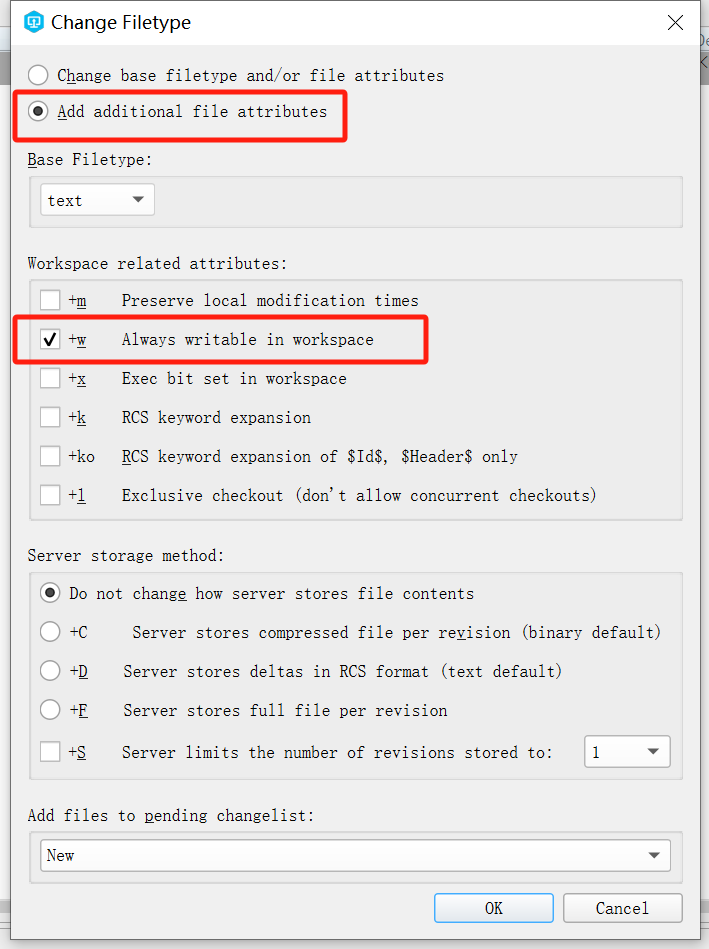 Change Filetype
Change base filetype and/or file attributes
Add additional file attributes
Base Filetype:
text
Workspace related attributes:
+m Preserve local modification times
+w Always writable in workspace
+x Exec bit set in workspace
+k RCS keyword expansion
+ko RCS keyword expansion of $Id$, $Header$ only
+l Exclusive checkout (don't allow concurrent checkouts)
Server storage method:
Do not change how server stores file contents
+C Server stores compressed file per revision (binary default)
+D Server stores deltas in RCS format (text default)
+F Server stores full file per revision
+S Server limits the number of revisions stored to: 1
Add files to pending changelist:
New
OK Cancel